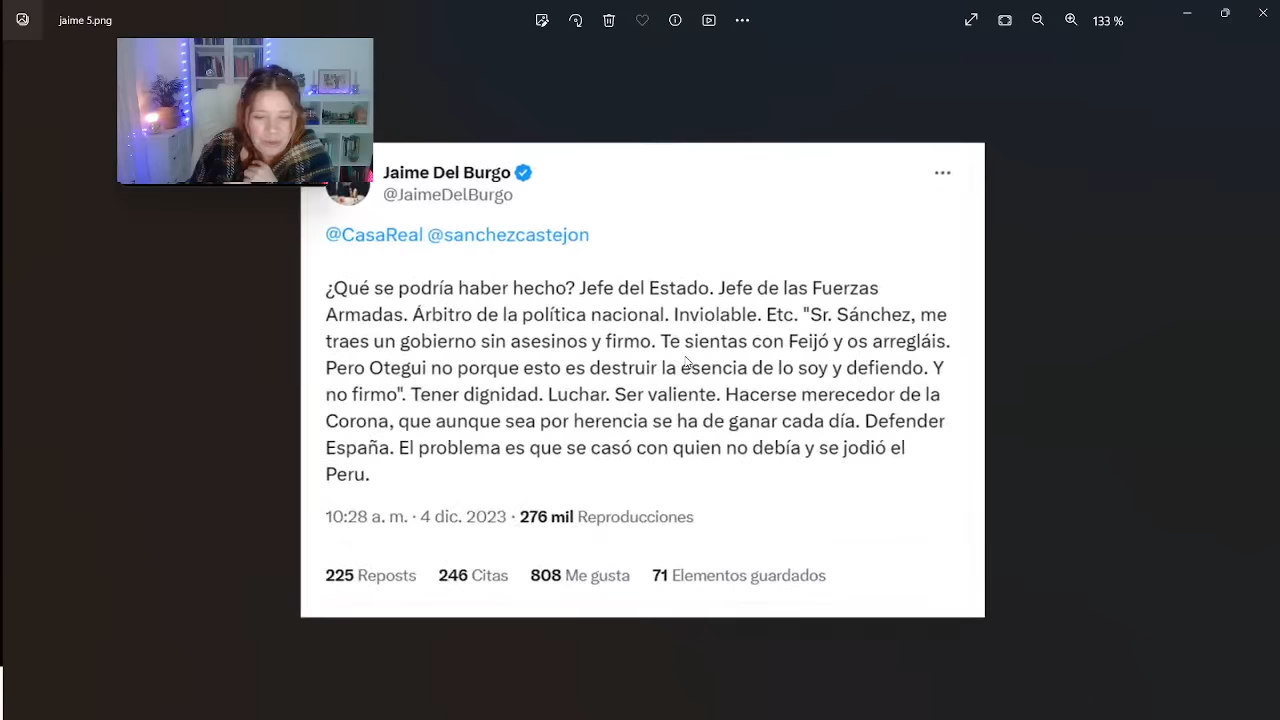 jaime 5.png
133 %
Jaime Del Burgo
@JaimeDelBurgo
@CasaReal @sanchezcastejon
¿Qué se podría haber hecho? Jefe del Estado. Jefe de las Fuerzas
Armadas. Árbitro de la política nacional. Inviolable. Etc. "Sr. Sánchez, me
traes un gobierno sin asesinos y firmo. Te sientas con Feijó y os arregláis.
Pero Otegui no porque esto es destruir la esencia de lo soy y defiendo. Y
no firmo". Tener dignidad. Luchar. Ser valiente. Hacerse merecedor de la
Corona, que aunque sea por herencia se ha de ganar cada día. Defender
España. El problema es que se casó con quien no debía y se jodió el
Peru.
10:28 a. m. · 4 dic. 2023 · 276 mil Reproducciones
225 Reposts 246 Citas 808 Me gusta 71 Elementos guardados